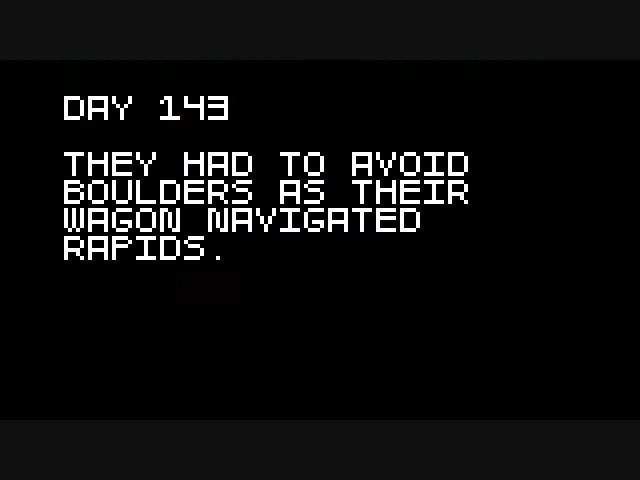 DAY 143
THEY HAD TO AVOID
BOULDERS AS THEIR
WAGON NAVIGATED
RAPIDS.